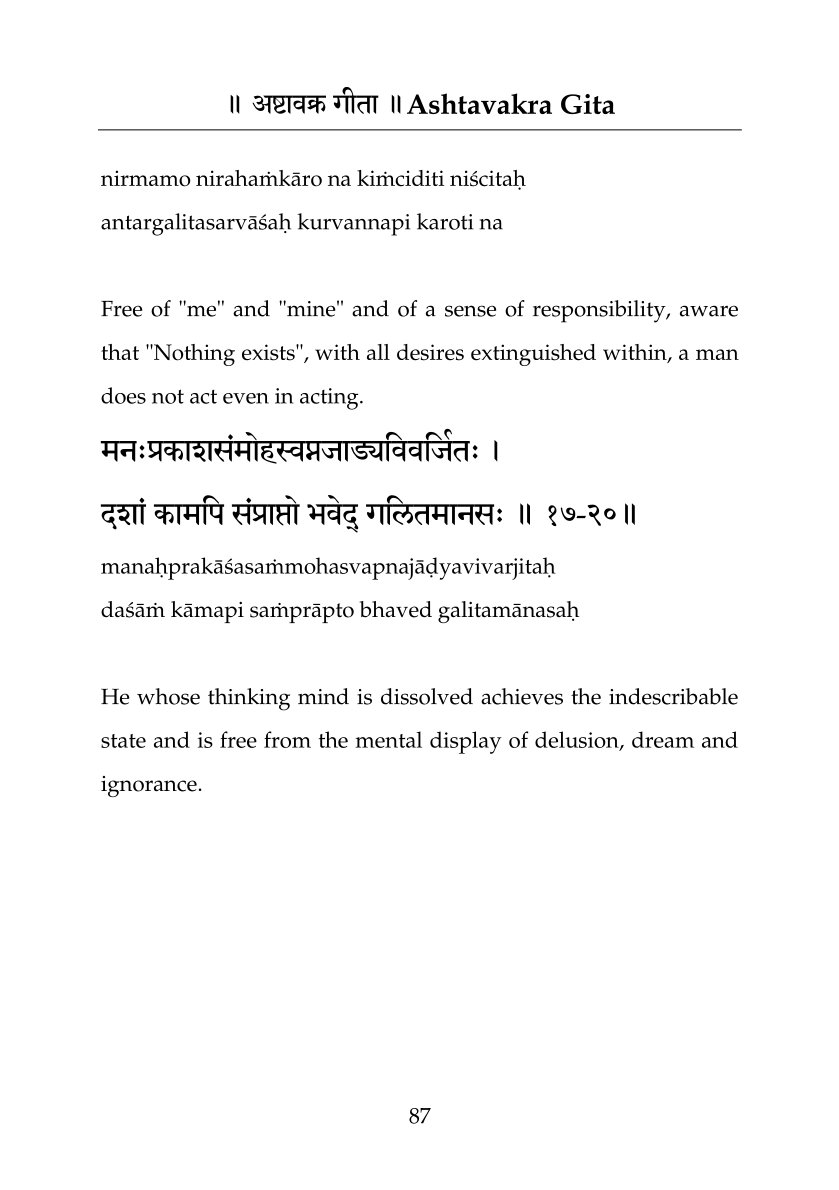 ॥ अष्टावक्र गीता ॥ Ashtavakra Gita
nirmamo nirahaṁkāro na kiṁciditi niścitaḥ
antargalitasarvāśaḥ kurvannapi karoti na
Free of "me" and "mine" and of a sense of responsibility, aware
that "Nothing exists", with all desires extinguished within, a man
does not act even in acting.
मनःप्रकाशसंमोहस्वप्नजाड्यविवर्जितः ।
दशां कामपि संप्राप्तो भवेद् गलितमानसः ॥ १७-२०॥
manaḥprakāśasaṁmohasvapnajāḍyavivarjitaḥ
daśāṁ kāmapi saṁprāpto bhaved galitamānasaḥ
He whose thinking mind is dissolved achieves the indescribable
state and is free from the mental display of delusion, dream and
ignorance.
87